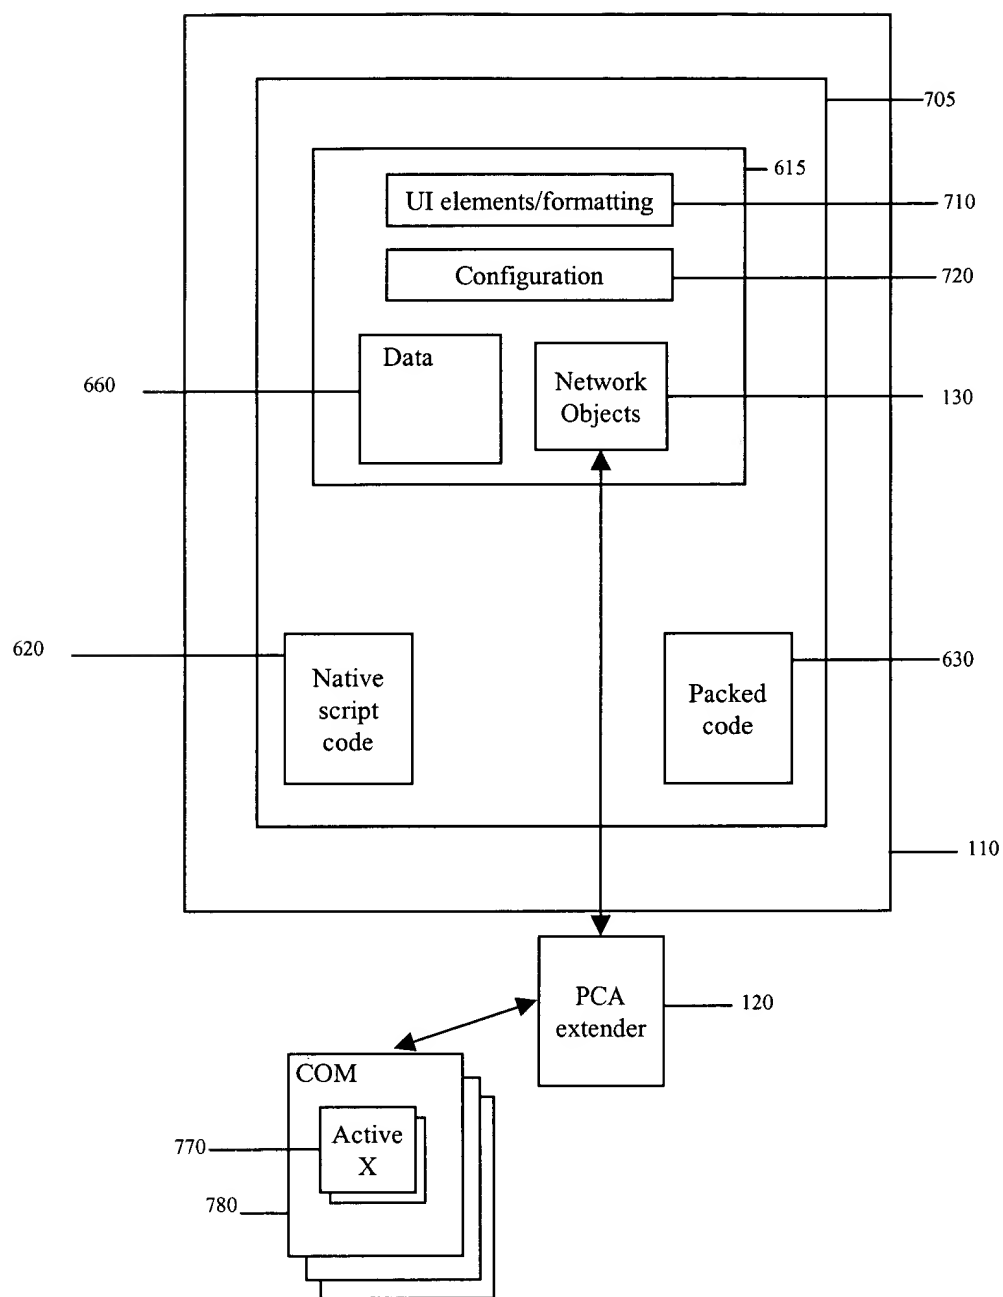 705
615
UI elements/formatting
710
Configuration
720
Data
660
Network
Objects
130
620
Native
script
code
630
Packed
code
110
PCA
extender
120
COM
Active
X
770
780